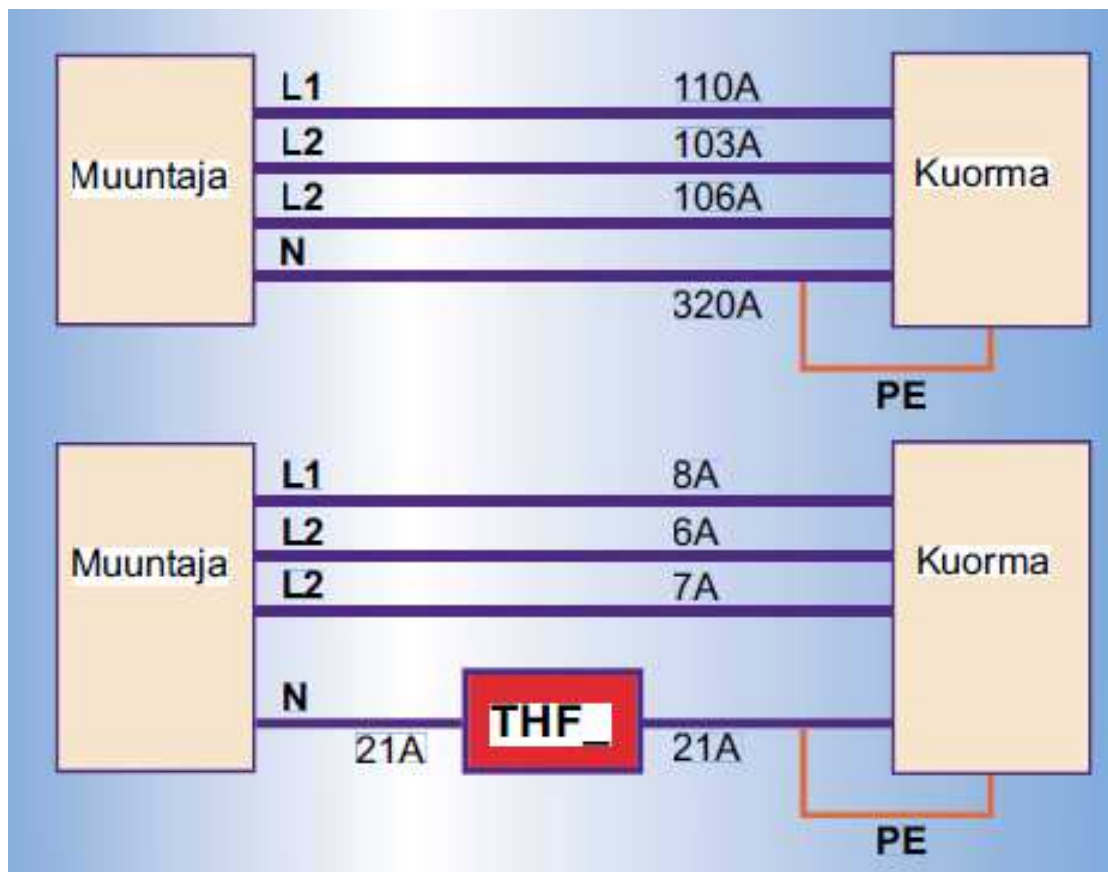 L1 110A
L2 103A
Muuntaja Kuorma
L2 106A
N
320A
PE
L1 8A
L2 6A
Muuntaja Kuorma
L2 7A
N
THF_
21A 21A
PE